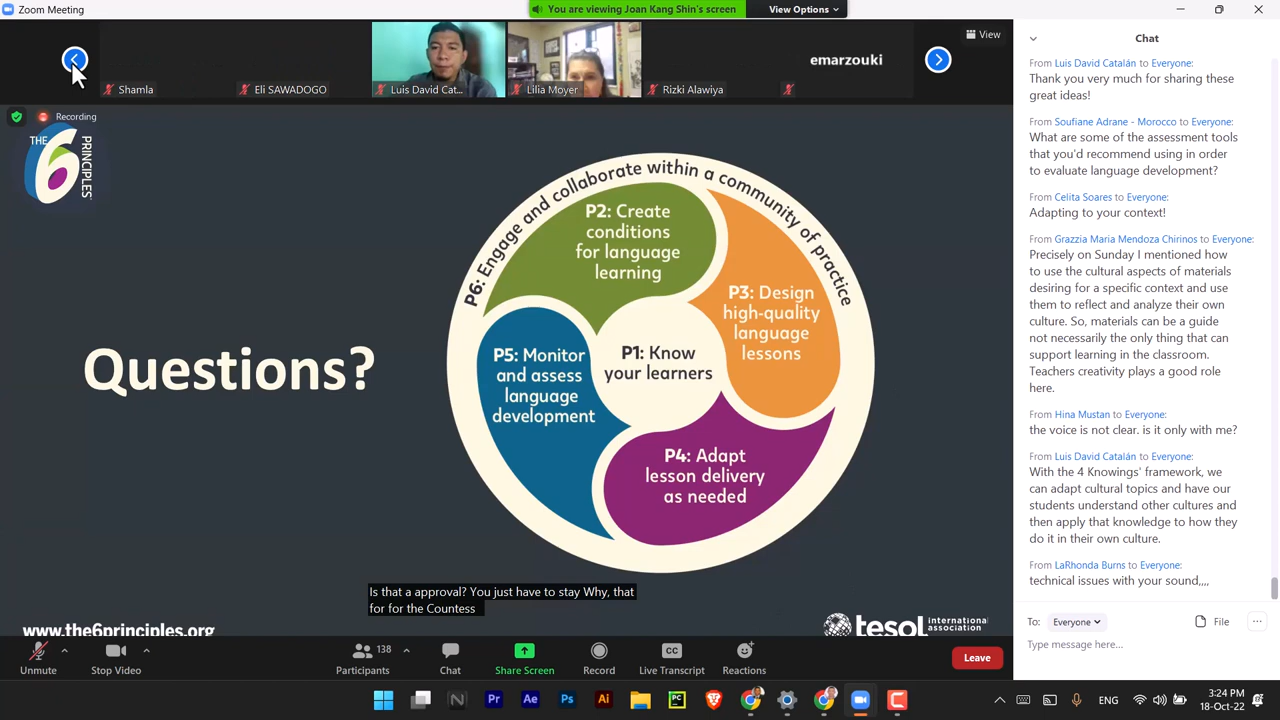 Zoom Meeting
You are viewing Joan Kang Shin's screen
View Options
Shamla
Eli SAWADOGO
Luis David Cat...
Lilia Moyer
Rizki Alawiya
emarzouki
View
Recording
THE 6 PRINCIPLES
Questions?
P6: Engage and collaborate within a community of practice
P2: Create
conditions
for language
learning
P3: Design
high-quality
language
lessons
P1: Know
your learners
P5: Monitor
and assess
language
development
P4: Adapt
lesson delivery
as needed
Is that a approval? You just have to stay Why, that
for for the Countess
www.the6principles.org
tesol international
association
Chat
From Luis David Catalán to Everyone:
Thank you very much for sharing these
great ideas!
From Soufiane Adrane - Morocco to Everyone:
What are some of the assessment tools
that you'd recommend using in order
to evaluate language development?
From Celita Soares to Everyone:
Adapting to your context!
From Grazzia Maria Mendoza Chirinos to Everyone:
Precely on Sunday I mentioned how
to use the cultural aspects of materials
desiring for a specific context and use
them to reflect and analyze their own
culture. So, materials can be a guide
not necessarily the only thing that can
support learning in the classroom.
Teachers creativity plays a good role
here.
From Hina Mustan to Everyone:
the voice is not clear. is it only with me?
From Luis David Catalán to Everyone:
With the 4 Knowings' framework, we
can adapt cultural topics and have our
students understand other cultures and
then apply that knowledge to how they
do it in their own culture.
From LaRhonda Burns to Everyone:
technical issues with your sound,,,,
To: Everyone
File
Type message here...
Unmute
Stop Video
Participants
138
Chat
Share Screen
Record
CC
Live Transcript
Reactions
Leave
N
Pr
Ae
Ps
Ai
PC
ENG
3:24 PM
18-Oct-22